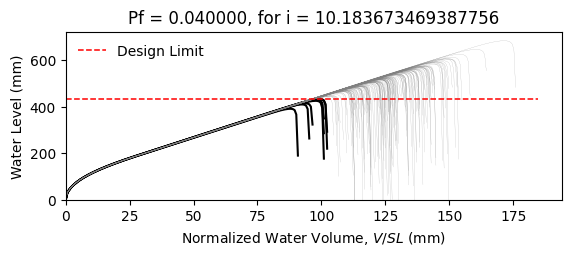 Pf = 0.040000, for i = 10.183673469387756
Design Limit
Water Level (mm)
600
400
200
0
0 25 50 75 100 125 150 175
Normalized Water Volume, V/SL (mm)